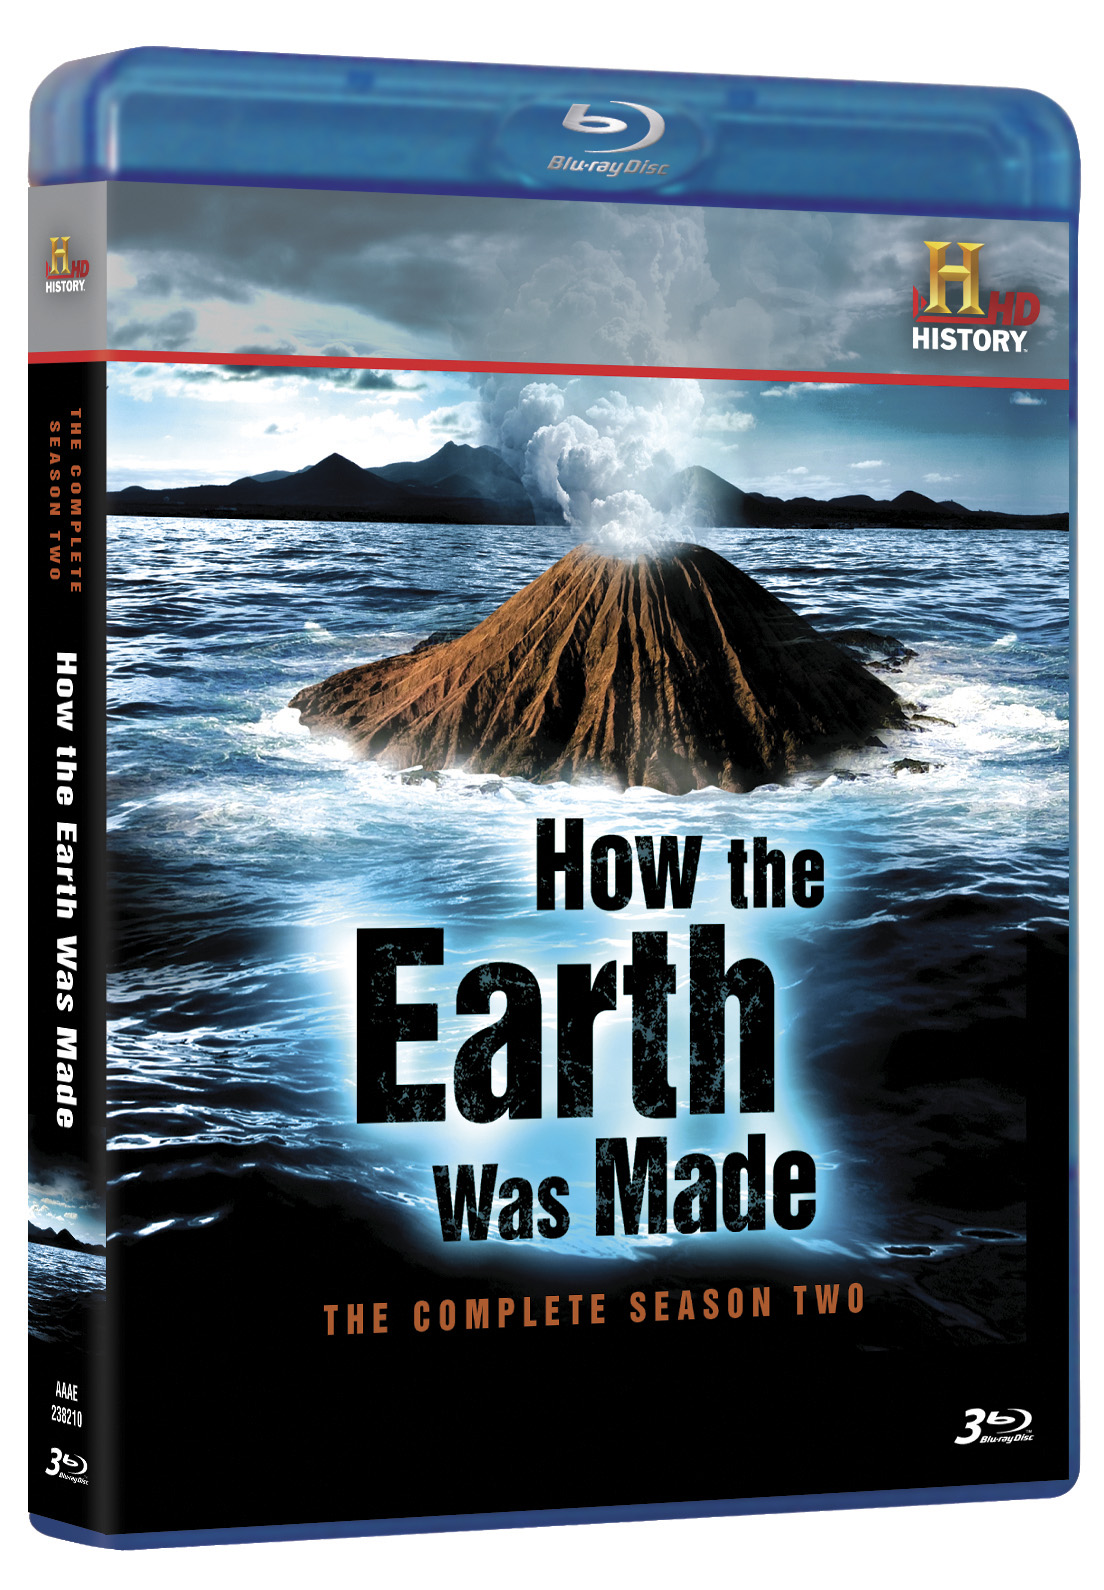 Blu-ray Disc
H HD
HISTORY
How the
Earth
Was Made
THE COMPLETE SEASON TWO
3 Blu-ray Disc
H HD
HISTORY
THE COMPLETE
SEASON TWO
How the Earth Was Made
AAAE
238210
3 Blu-ray Disc